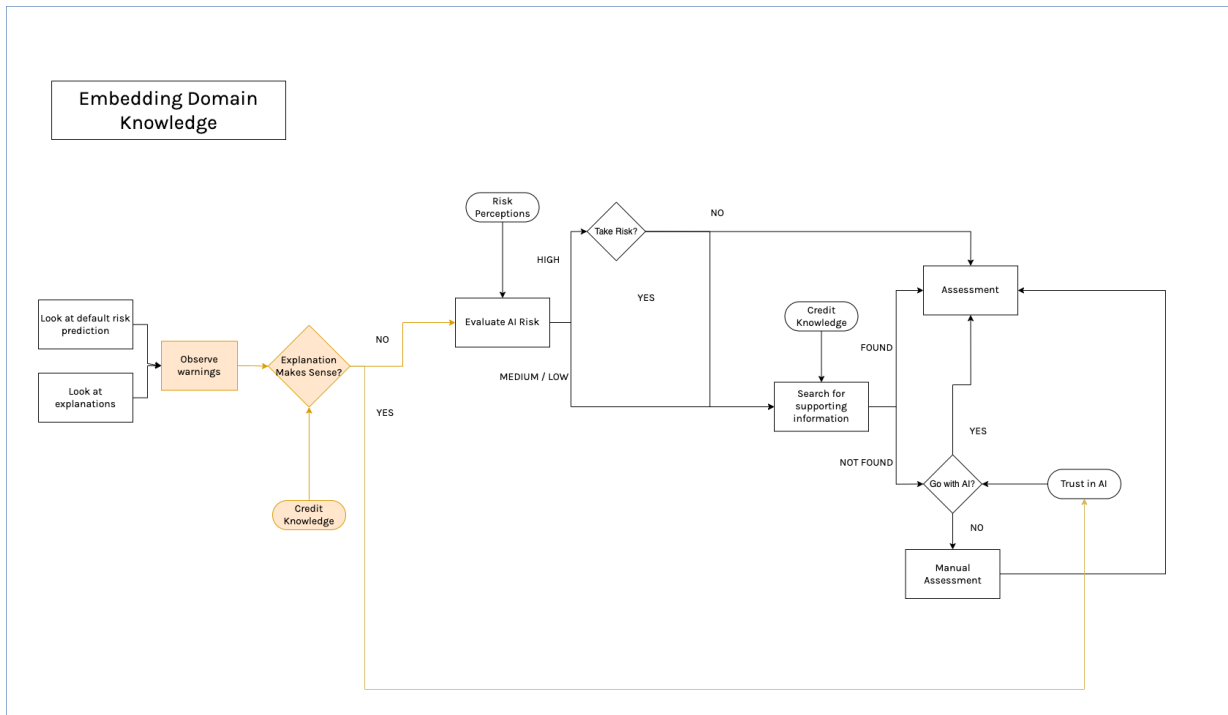 Embedding Domain
Knowledge
Risk
Perceptions
Take Risk?
NO
HIGH
Look at default risk
prediction
Look at
explanations
Observe
warnings
Explanation
Makes Sense?
NO
YES
Credit
Knowledge
Evaluate AI Risk
MEDIUM / LOW
YES
Credit
Knowledge
Search for
supporting
information
FOUND
NOT FOUND
Assessment
YES
Go with AI?
Trust in AI
NO
Manual
Assessment